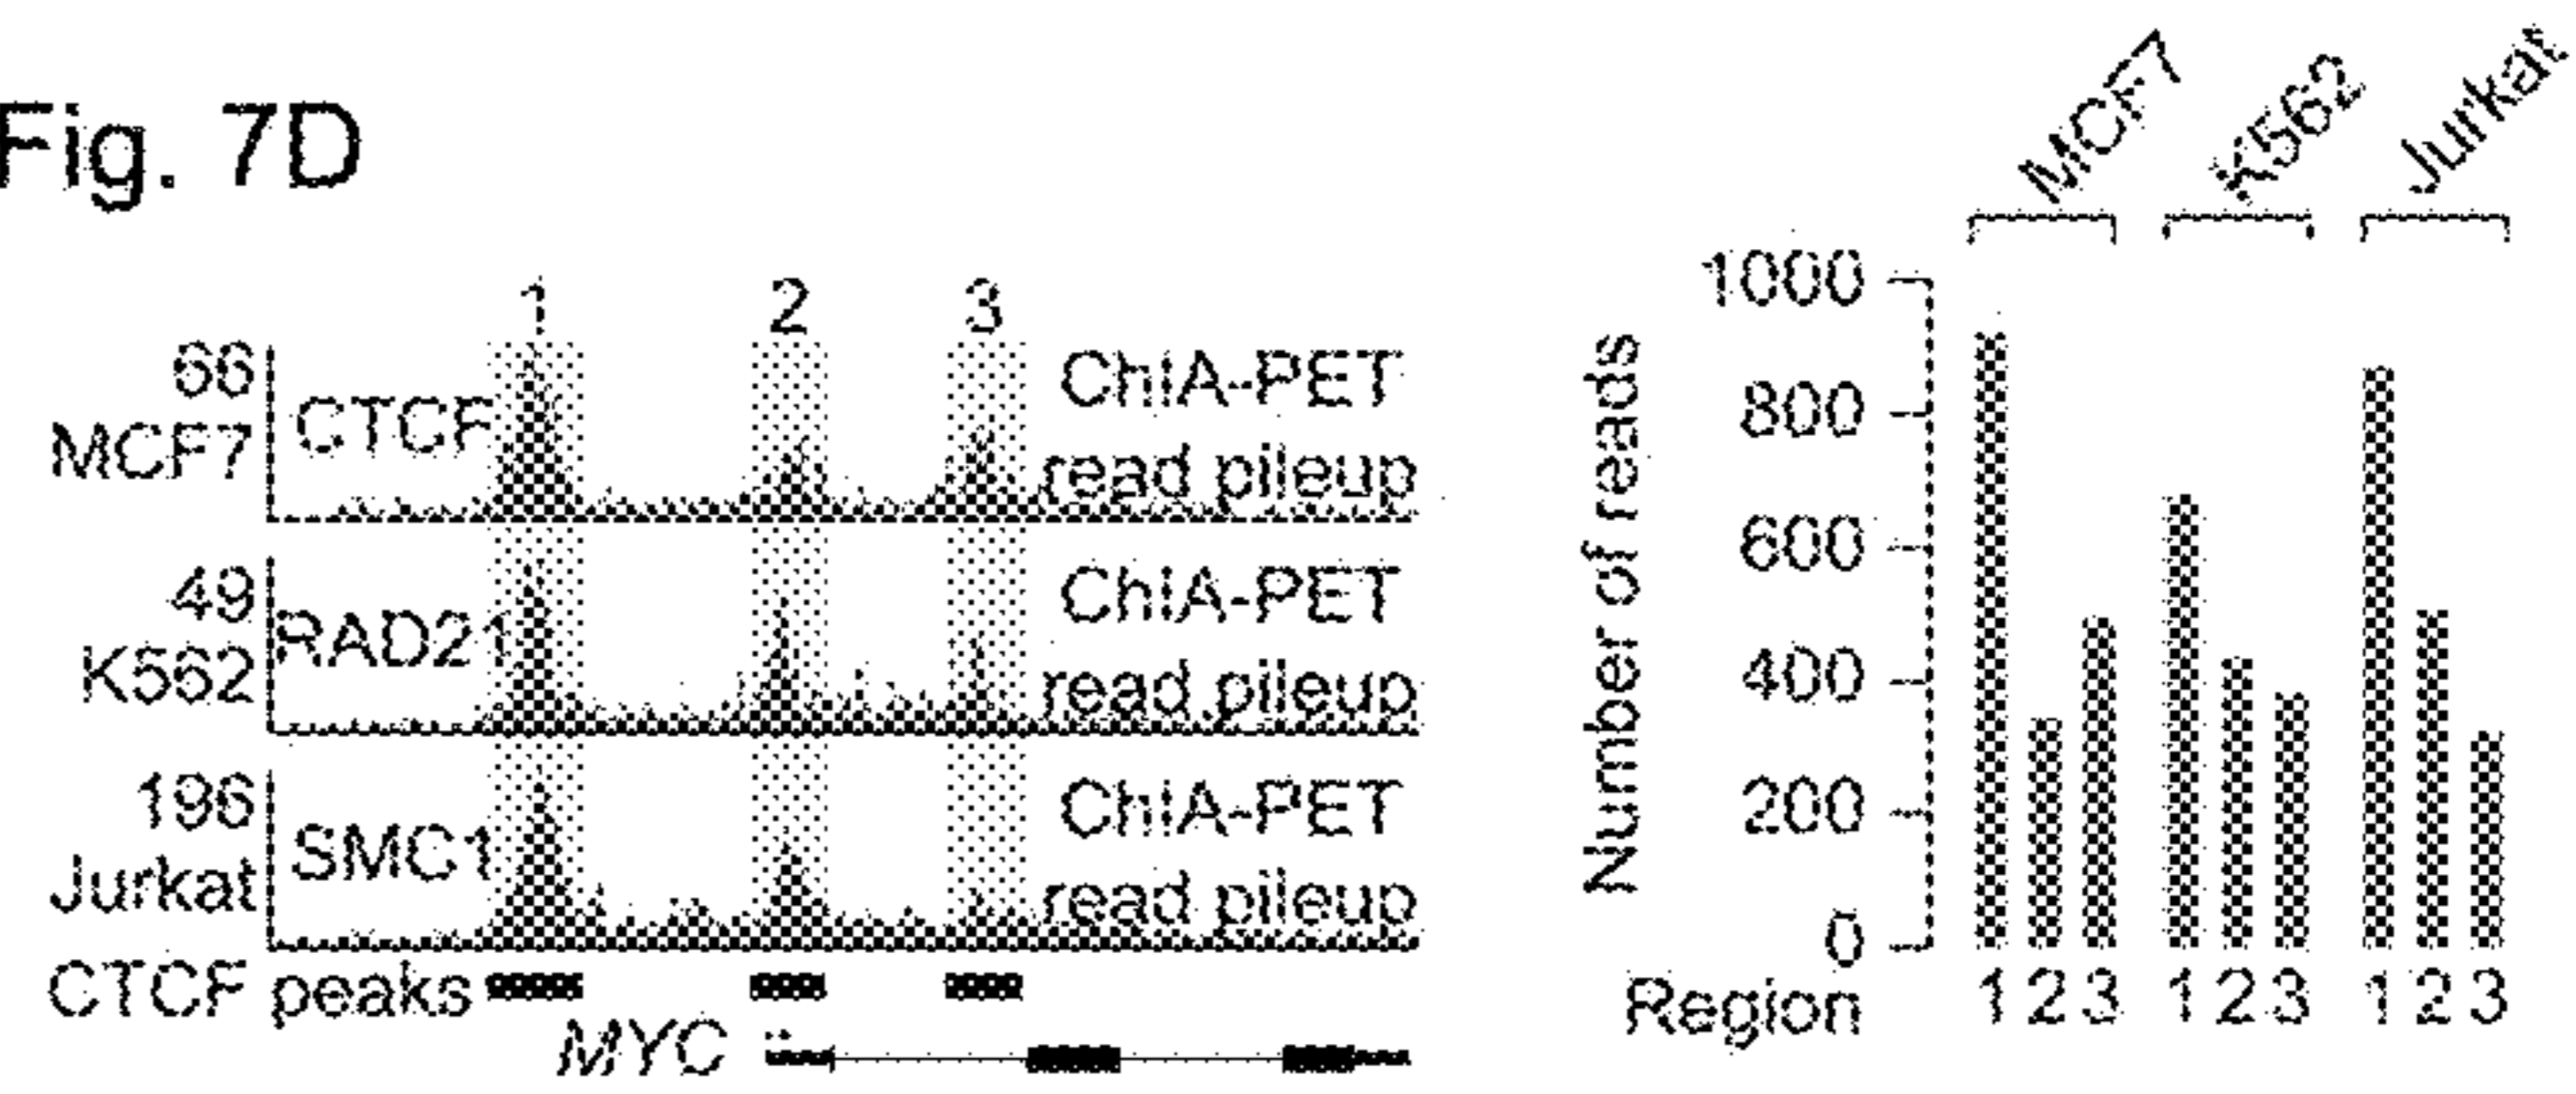 Fig. 7D
1 2 3
66
MCF7
CTCF
ChIA-PET
read pileup
49
K562
RAD21
ChIA-PET
read pileup
196
Jurkat
SMC1
ChIA-PET
read pileup
CTCF peaks
MYC
MCF7 K562 Jurkat
Number of reads
1000
800
600
400
200
0
Region 1 2 3 1 2 3 1 2 3